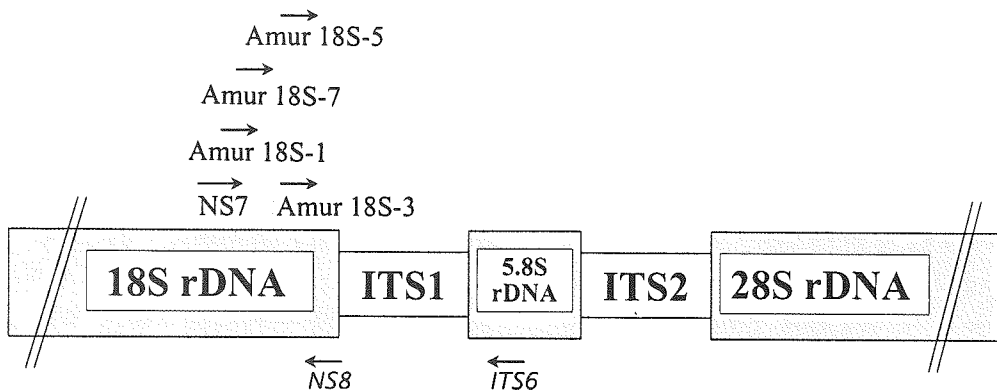 Amur 18S-5
Amur 18S-7
Amur 18S-1
NS7 Amur 18S-3
18S rDNA ITS1 5.8S rDNA ITS2 28S rDNA
NS8 ITS6